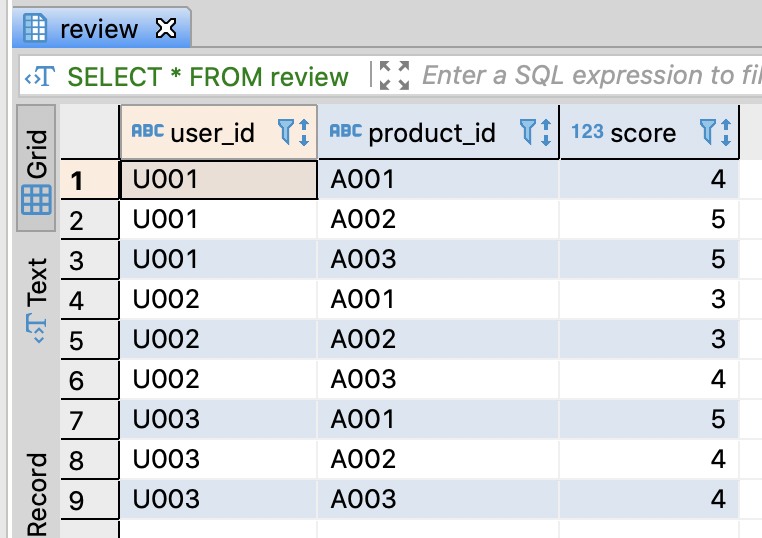 review
SELECT * FROM review Enter a SQL expression to fil
Grid
Text
Record
ABC user_id ABC product_id 123 score
1 U001 A001 4
2 U001 A002 5
3 U001 A003 5
4 U002 A001 3
5 U002 A002 3
6 U002 A003 4
7 U003 A001 5
8 U003 A002 4
9 U003 A003 4